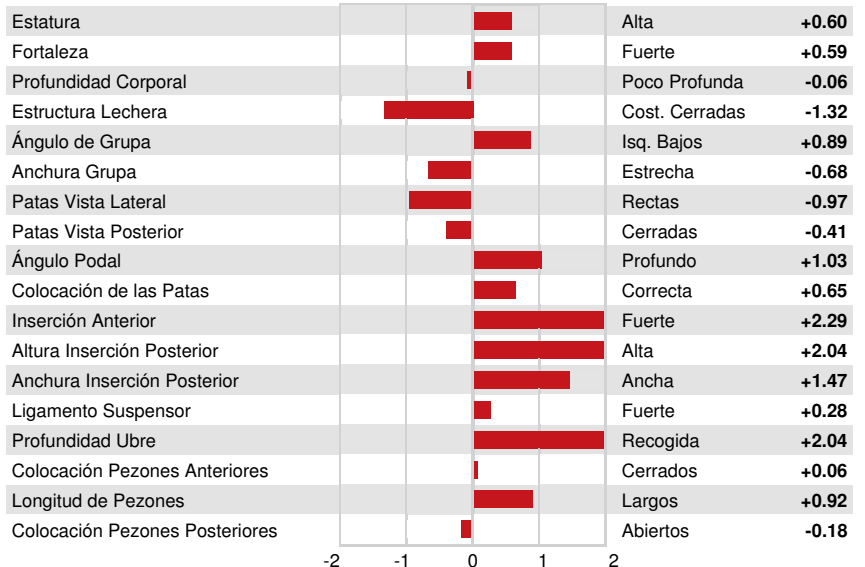 Estatura Alta +0.60
Fortaleza Fuerte +0.59
Profundidad Corporal Poco Profunda -0.06
Estructura Lechera Cost. Cerradas -1.32
Ángulo de Grupa Isq. Bajos +0.89
Anchura Grupa Estrecha -0.68
Patas Vista Lateral Rectas -0.97
Patas Vista Posterior Cerradas -0.41
Ángulo Podal Profundo +1.03
Colocación de las Patas Correcta +0.65
Inserción Anterior Fuerte +2.29
Altura Inserción Posterior Alta +2.04
Anchura Inserción Posterior Ancha +1.47
Ligamento Suspensor Fuerte +0.28
Profundidad Ubre Recogida +2.04
Colocación Pezones Anteriores Cerrados +0.06
Longitud de Pezones Largos +0.92
Colocación Pezones Posteriores Abiertos -0.18
-2 -1 0 1 2